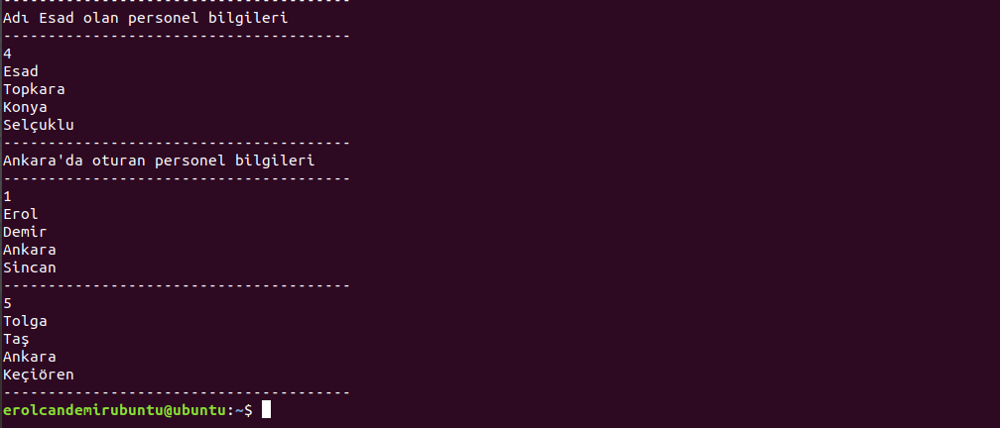 ---------------------------------------
Adı Esad olan personel bilgileri
---------------------------------------
4
Esad
Topkara
Konya
Selçuklu
---------------------------------------
Ankara'da oturan personel bilgileri
---------------------------------------
1
Erol
Demir
Ankara
Sincan
---------------------------------------
5
Tolga
Taş
Ankara
Keçiören
---------------------------------------
erolcandemirubuntu@ubuntu:~$